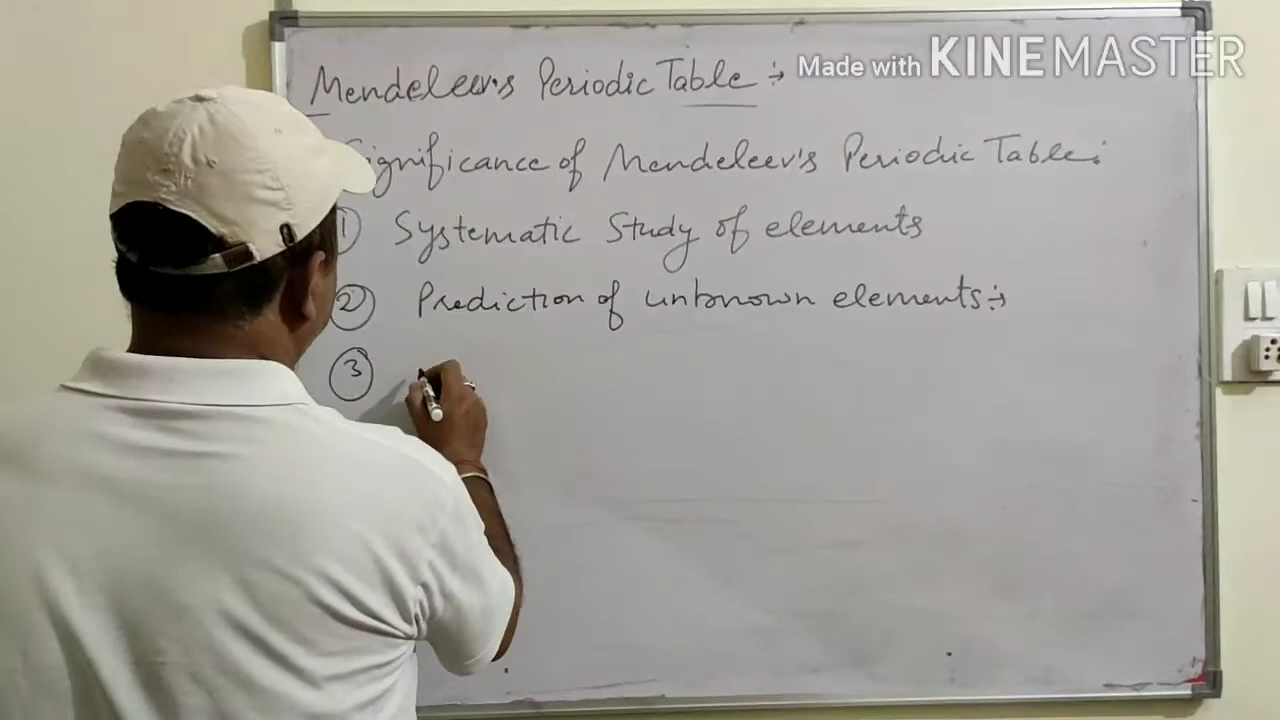 Mendeleev's Periodic Table :→
Made with KINEMASTER
Significance of Mendeleev's Periodic Table:
① Systematic Study of elements
② Prediction of unknown elements:→
③